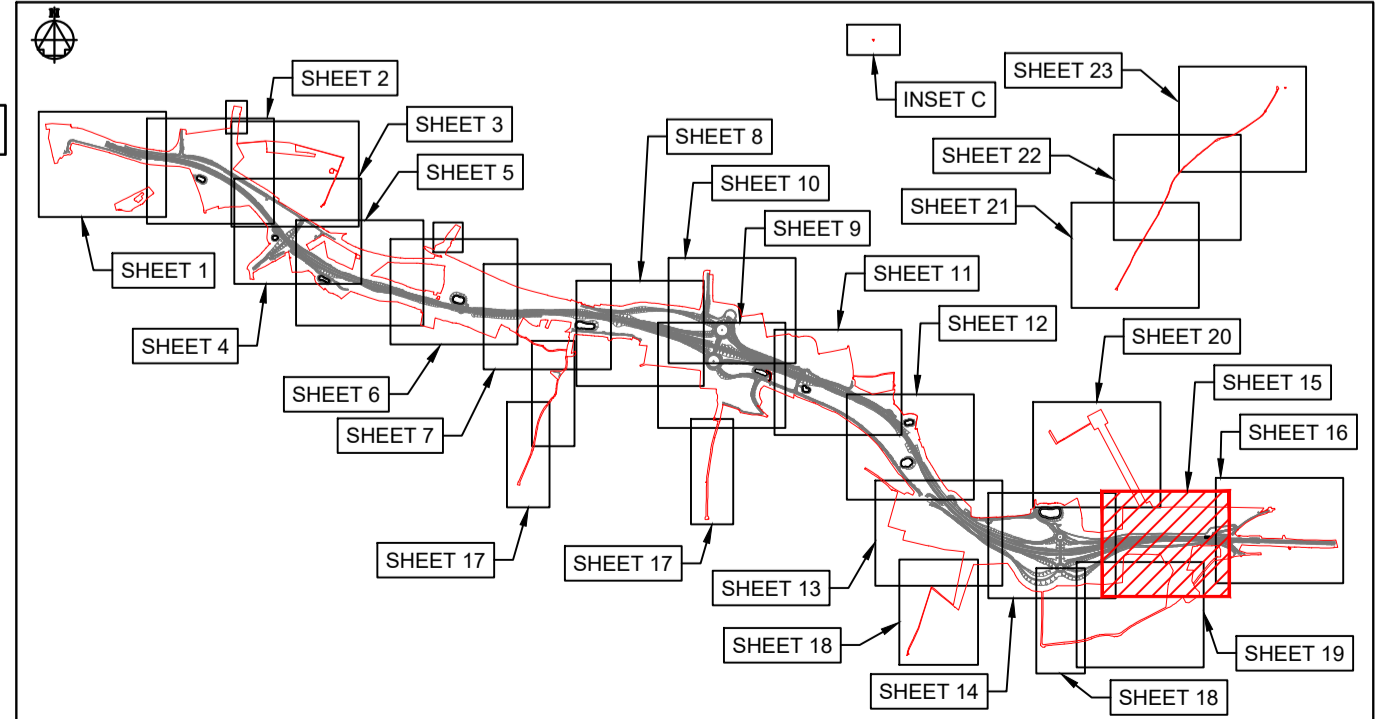 SHEET 2
SHEET 23
INSET C
SHEET 3
SHEET 8
SHEET 22
SHEET 5
SHEET 10
SHEET 21
SHEET 9
SHEET 1
SHEET 11
SHEET 12
SHEET 20
SHEET 4
SHEET 15
SHEET 6
SHEET 16
SHEET 7
SHEET 17
SHEET 17
SHEET 13
SHEET 18
SHEET 19
SHEET 14
SHEET 18